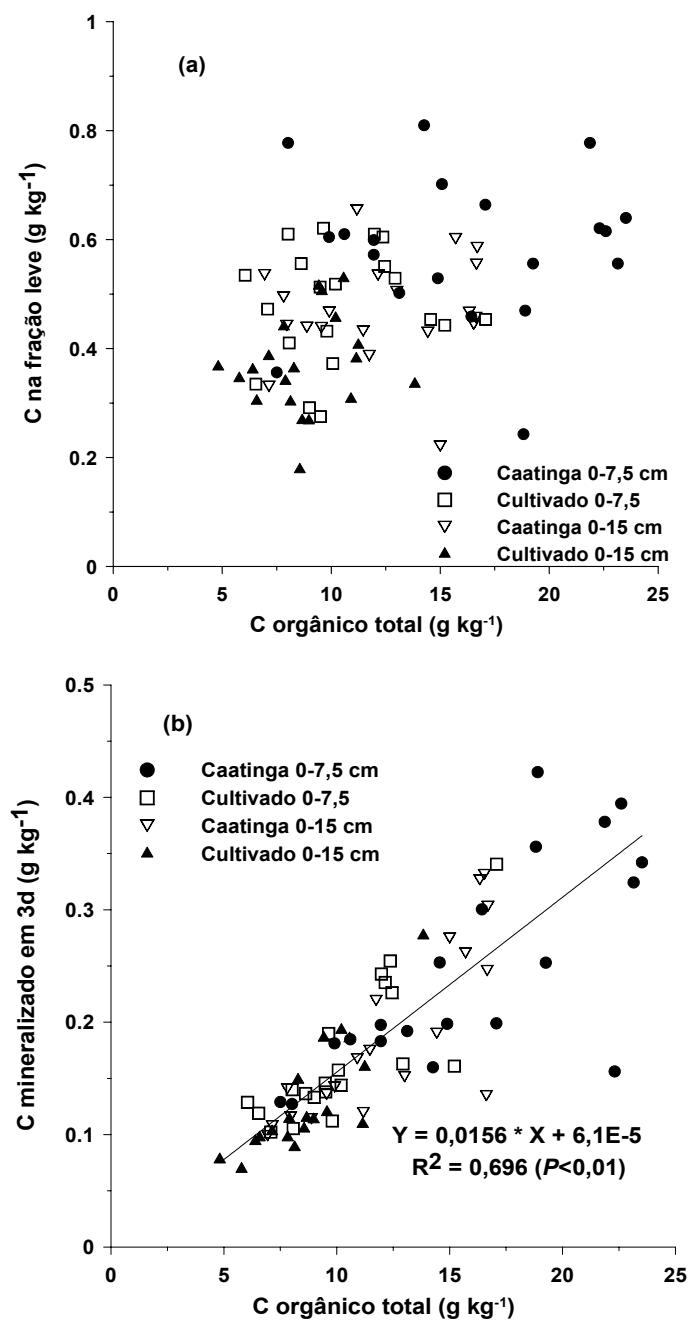 1
(a)
0.8
0.6
0.4
0.2
0
C na fração leve (g kg-1)
Caatinga 0-7,5 cm
Cultivado 0-7,5
Caatinga 0-15 cm
Cultivado 0-15 cm
0 5 10 15 20 25
C orgânico total (g kg-1)
0.5
(b)
Caatinga 0-7,5 cm
Cultivado 0-7,5
Caatinga 0-15 cm
Cultivado 0-15 cm
0.4
0.3
0.2
0.1
0
C mineralizado em 3d (g kg-1)
Y = 0,0156 * X + 6,1E-5
R2 = 0,696 (P<0,01)
0 5 10 15 20 25
C orgânico total (g kg-1)